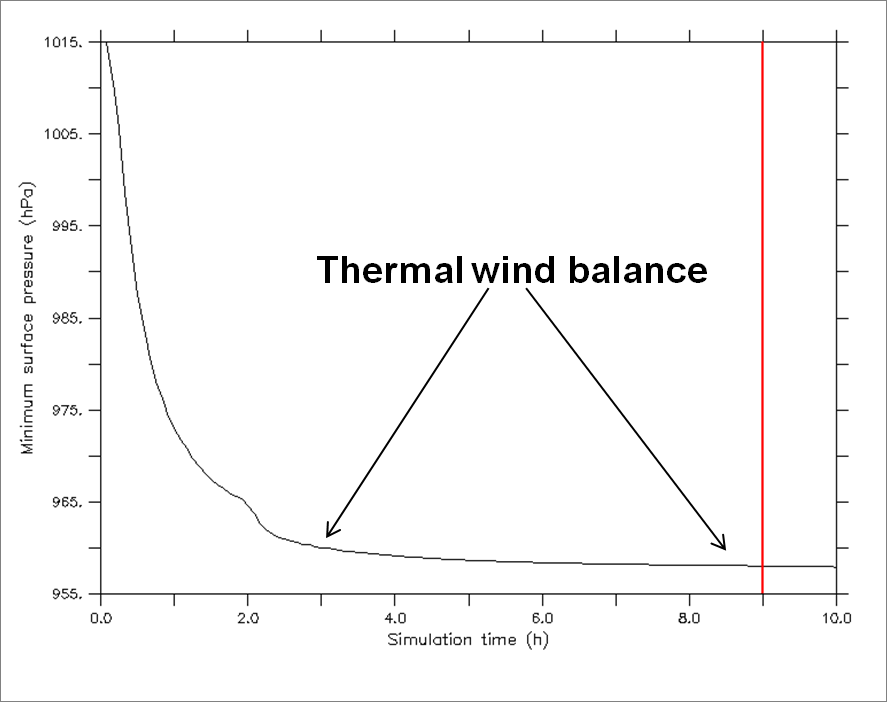 1015.
1005.
995.
985.
975.
965.
955.
Minimum surface pressure (hPa)
Thermal wind balance
0.0 2.0 4.0 6.0 8.0 10.0
Simulation time (h)